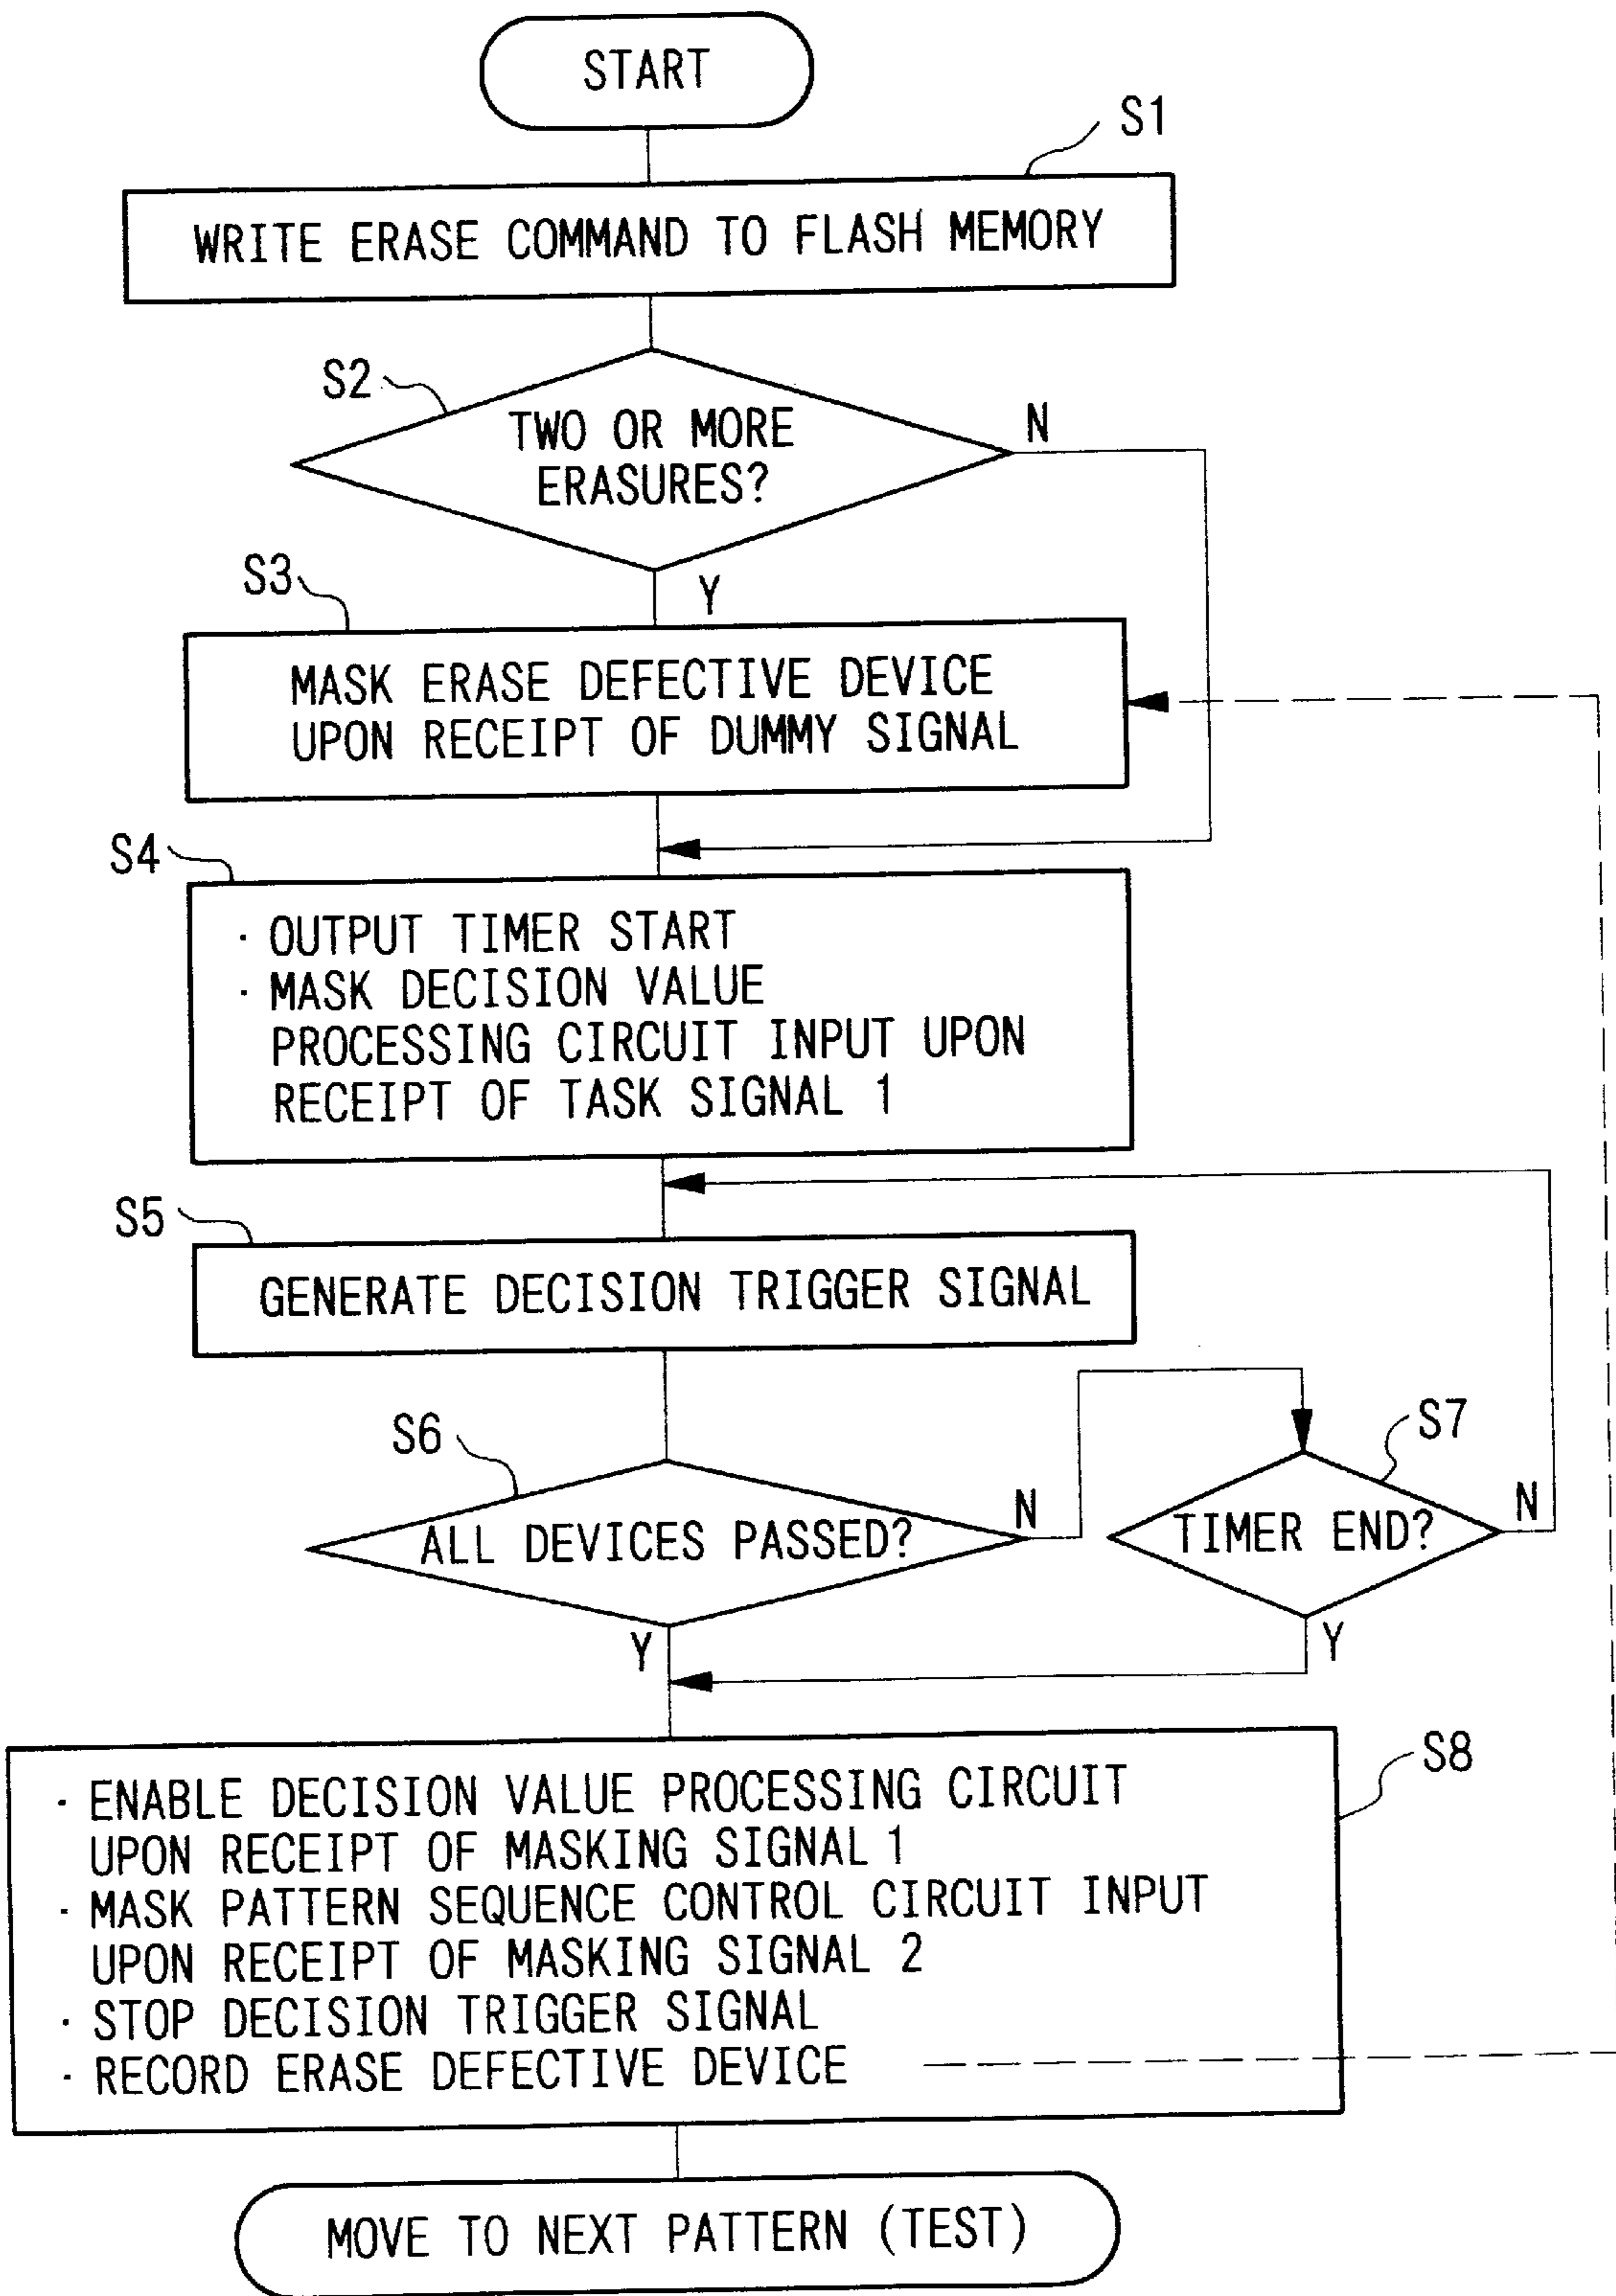 START
S1
WRITE ERASE COMMAND TO FLASH MEMORY
S2
TWO OR MORE
ERASURES?
N
Y
S3
MASK ERASE DEFECTIVE DEVICE
UPON RECEIPT OF DUMMY SIGNAL
S4
· OUTPUT TIMER START
· MASK DECISION VALUE
PROCESSING CIRCUIT INPUT UPON
RECEIPT OF TASK SIGNAL 1
S5
GENERATE DECISION TRIGGER SIGNAL
S6
ALL DEVICES PASSED?
N
Y
S7
TIMER END?
N
Y
S8
· ENABLE DECISION VALUE PROCESSING CIRCUIT
UPON RECEIPT OF MASKING SIGNAL 1
· MASK PATTERN SEQUENCE CONTROL CIRCUIT INPUT
UPON RECEIPT OF MASKING SIGNAL 2
· STOP DECISION TRIGGER SIGNAL
· RECORD ERASE DEFECTIVE DEVICE
MOVE TO NEXT PATTERN (TEST)